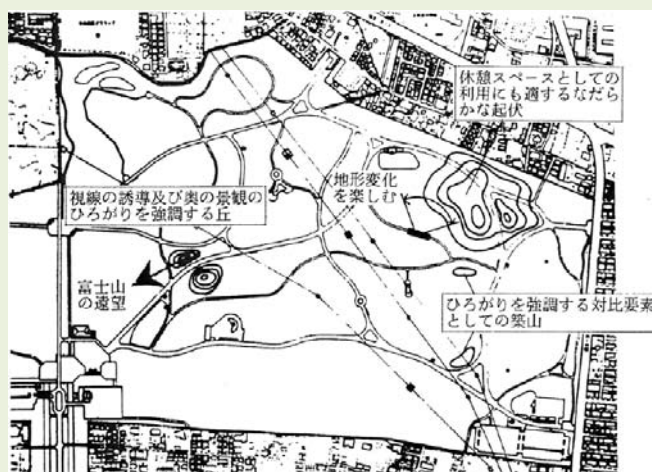 休憩スペースとしての
利用にも適するなだら
かな起伏
地形変化
を楽しむ
視線の誘導及び奥の景観の
ひろがりを強調する丘
富士山
の遠望
ひろがりを強調する対比要素
としての築山